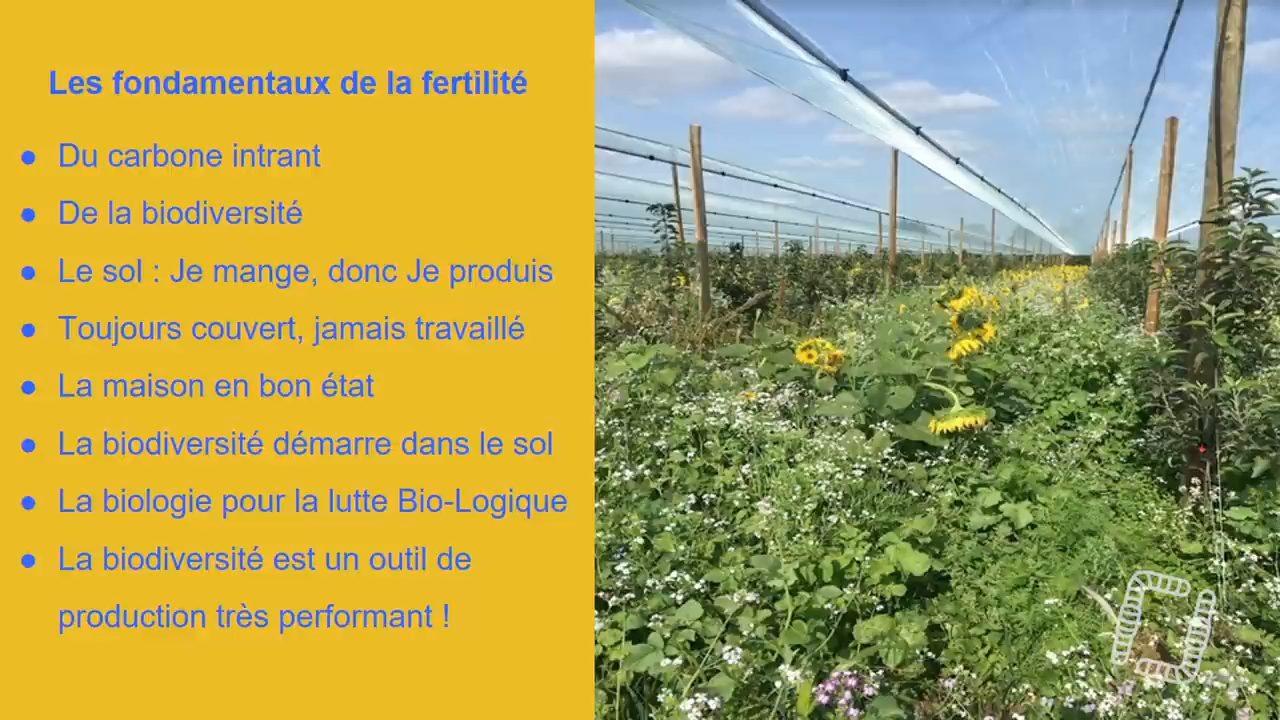 Les fondamentaux de la fertilité
● Du carbone intrant
● De la biodiversité
● Le sol : Je mange, donc Je produis
● Toujours couvert, jamais travaillé
● La maison en bon état
● La biodiversité démarre dans le sol
● La biologie pour la lutte Bio-Logique
● La biodiversité est un outil de
production très performant !